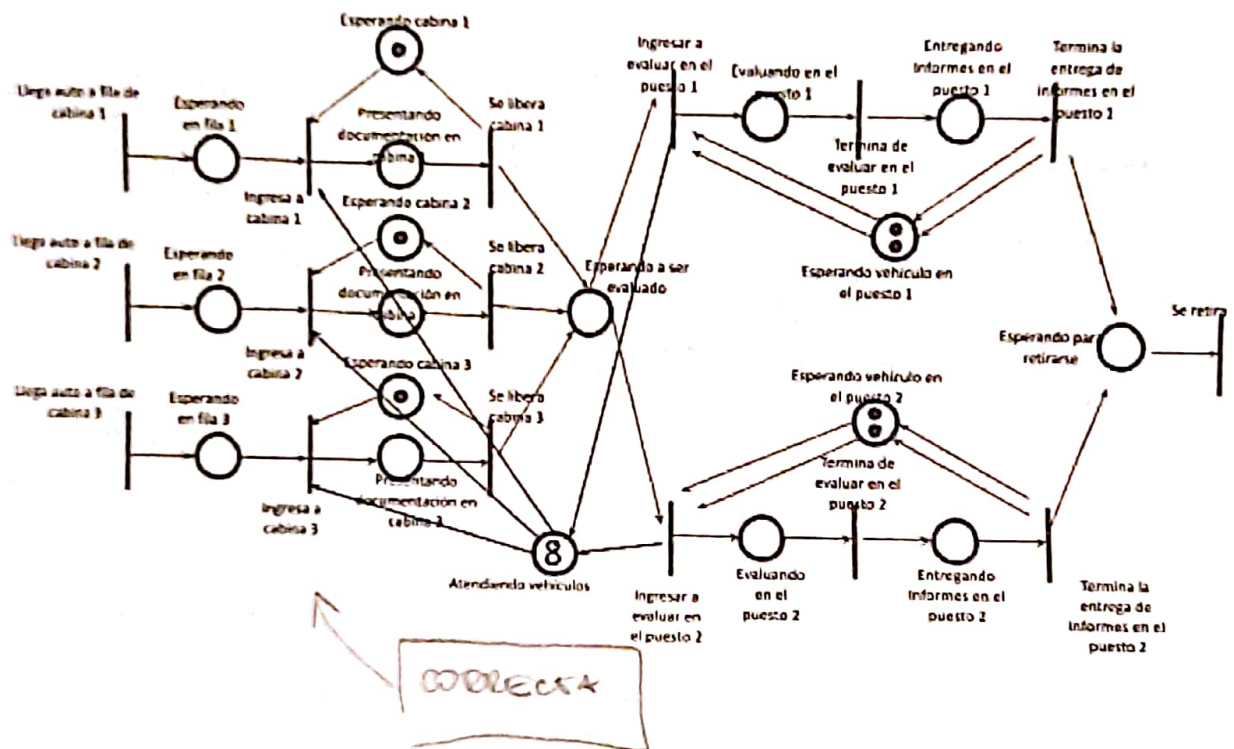 Esperando cabina 1
Llega auto a fila de
cabina 1
Esperando
en fila 1
Presentando
documentación en
cabina 1
Se libera
cabina 1
Ingresa a
cabina 1
Ingresar a
evaluar en el
puesto 1
Evaluando en el
puesto 1
Entregando
Informes en el
puesto 1
Termina la
entrega de
informes en el
puesto 1
Termina de
evaluar en el
puesto 1
Esperando vehículo en
el puesto 1
Esperando cabina 2
Llega auto a fila de
cabina 2
Esperando
en fila 2
Presentando
documentación en
cabina
Se libera
cabina 2
Ingresa a
cabina 2
Esperando a ser
evaluado
Esperando par
retirarse
Se retira
Esperando cabina 3
Llega auto a fila de
cabina 3
Esperando
en fila 3
Se libera
cabina 3
Presentando
documentación en
cabina 3
Ingresa a
cabina 3
8
Atendiendo vehículos
Esperando vehículo en
el puesto 2
Termina de
evaluar en el
puesto 2
Ingresar a
evaluar en
el puesto 2
Evaluando
en el
puesto 2
Entregando
Informes en el
puesto 2
Termina la
entrega de
Informes en el
puesto 2
CORRECTA